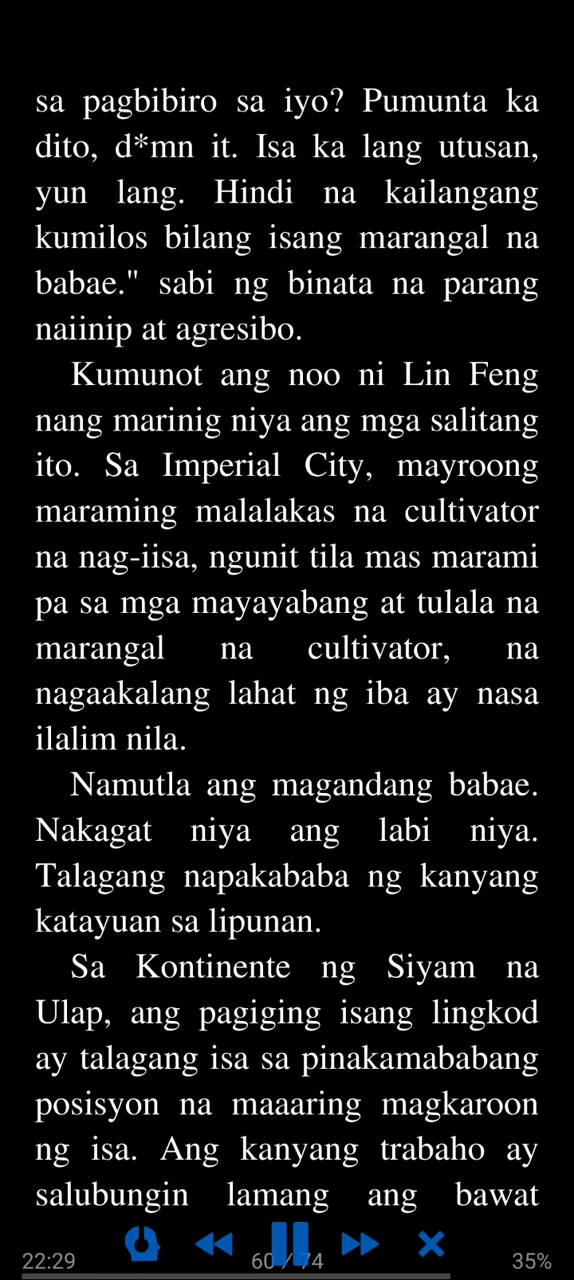 sa pagbibiro sa iyo? Pumunta ka
dito, d*mn it. Isa ka lang utusan,
yun lang. Hindi na kailangang
kumilos bilang isang marangal na
babae." sabi ng binata na parang
naiinip at agresibo.
Kumunot ang noo ni Lin Feng
nang marinig niya ang mga salitang
ito. Sa Imperial City, mayroong
maraming malalakas na cultivator
na nag-iisa, ngunit tila mas marami
pa sa mga mayayabang at tulala na
marangal na cultivator, na
nagaakalang lahat ng iba ay nasa
ilalim nila.
Namutla ang magandang babae.
Nakagat niya ang labi niya.
Talagang napakababa ng kanyang
katayuan sa lipunan.
Sa Kontinente ng Siyam na
Ulap, ang pagiging isang lingkod
ay talagang isa sa pinakamababang
posisyon na maaaring magkaroon
ng isa. Ang kanyang trabaho ay
salubungin lamang ang bawat
22:29 60 / 74 35%